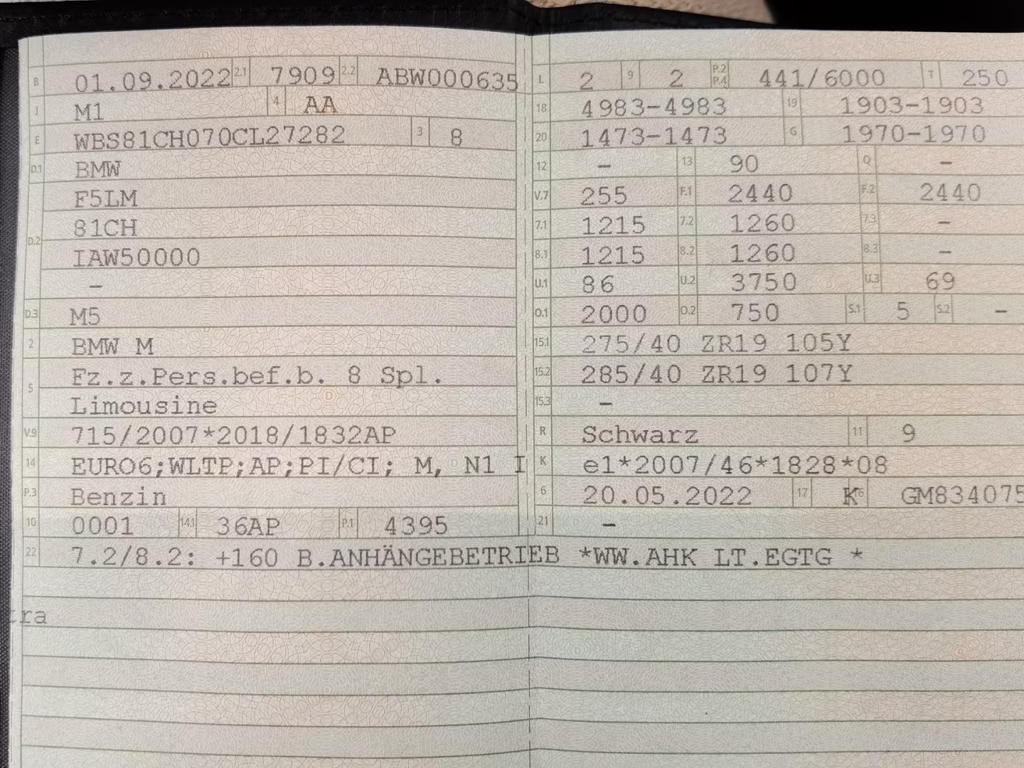 B 01.09.2022 2.1 7909 2.2 ABW000635
J M1 4 AA
E WBS81CH070CL27282 3 8
D.1 BMW
F5LM
D.2 81CH
IAW50000
–
D.3 M5
2 BMW M
5 Fz.z.Pers.bef.b. 8 Spl.
Limousine
V.9 715/2007*2018/1832AP
14 EURO6;WLTP;AP;PI/CI; M, N1 I
P.3 Benzin
10 0001 14.1 36AP P.1 4395
L 2 9 2 P.2 P.4 441/6000 T 250
18 4983–4983 19 1903–1903
20 1473–1473 G 1970–1970
12 – 13 90 Q –
V.7 255 F.1 2440 F.2 2440
7.1 1215 7.2 1260 7.3 –
8.1 1215 8.2 1260 8.3 –
U.1 86 U.2 3750 U.3 69
O.1 2000 O.2 750 S.1 5 S.2 –
15.1 275/40 ZR19 105Y
15.2 285/40 ZR19 107Y
15.3 –
R Schwarz 11 9
K e1*2007/46*1828*08
6 20.05.2022 17 K 16 GM834075
21 –
22 7.2/8.2: +160 B.ANHÄNGEBETRIEB *WW.AHK LT.EGTG *
tra